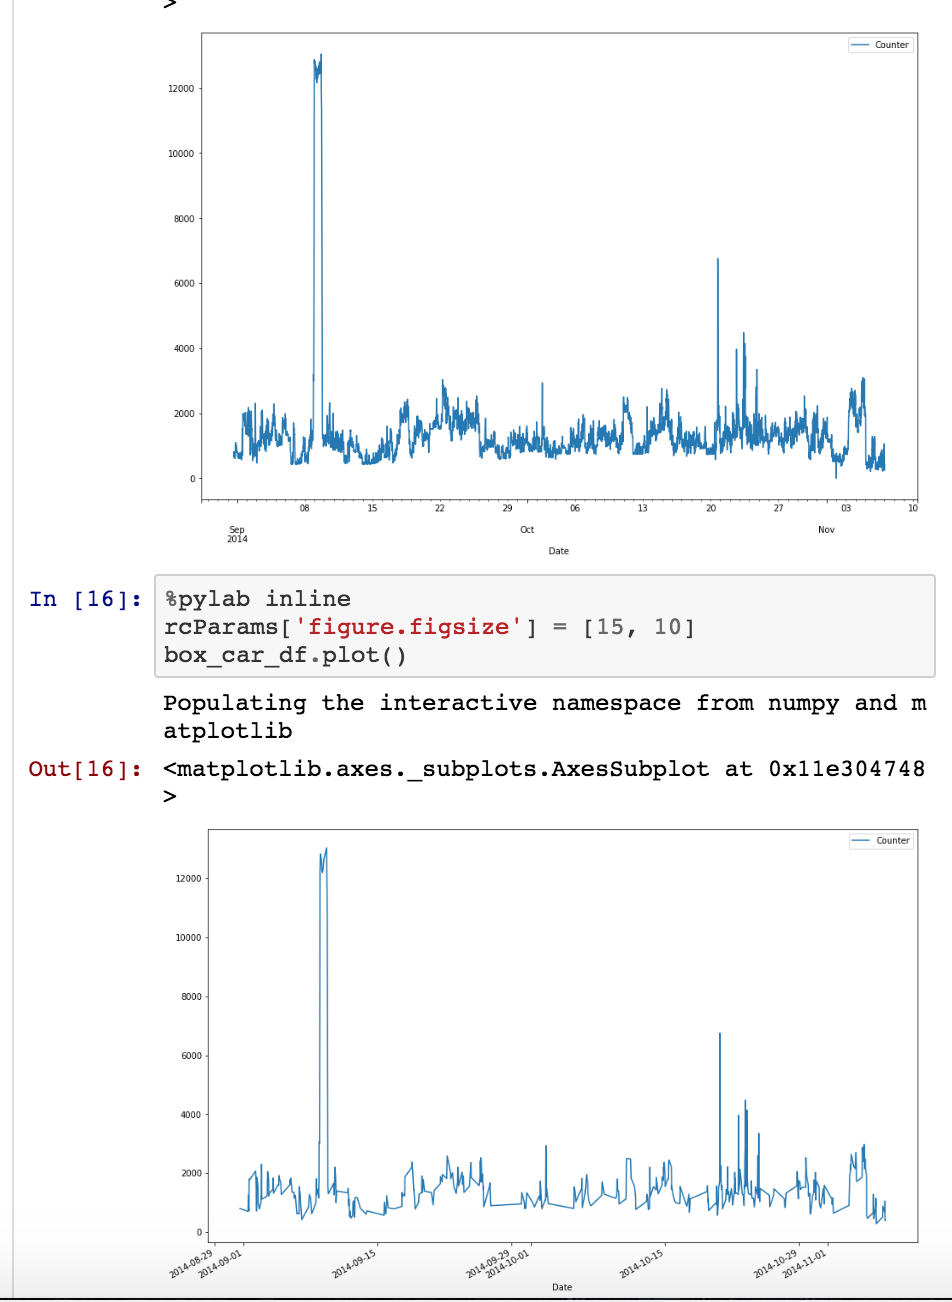 >
Counter
12000
10000
8000
6000
4000
2000
0
08 15 22 29 06 13 20 27 03 10
Sep Oct Nov
2014
Date
In [16]: %pylab inline
rcParams['figure.figsize'] = [15, 10]
box_car_df.plot()
Populating the interactive namespace from numpy and m
atplotlib
Out[16]: <matplotlib.axes._subplots.AxesSubplot at 0x11e304748
>
Counter
12000
10000
8000
6000
4000
2000
0
2014-08-29 2014-09-01 2014-09-15 2014-09-29 2014-10-01 2014-10-15 2014-10-29 2014-11-01
Date